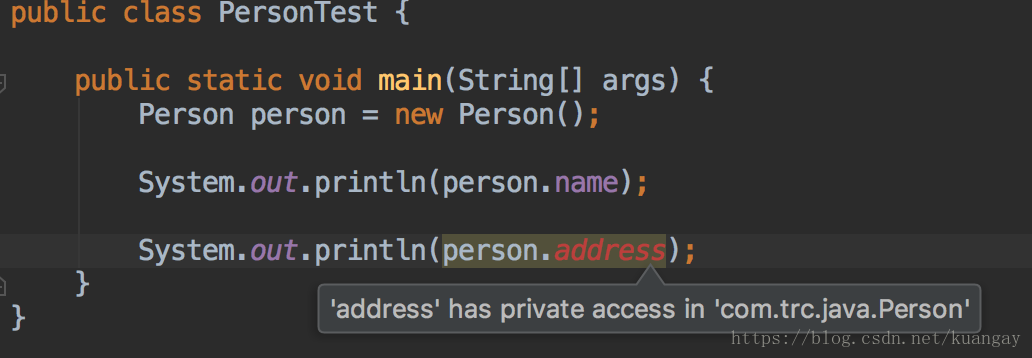 public class PersonTest {
public static void main(String[] args) {
Person person = new Person();
System.out.println(person.name);
System.out.println(person.address);
}
'address' has private access in 'com.trc.java.Person'
}
https://blog.csdn.net/kuangay